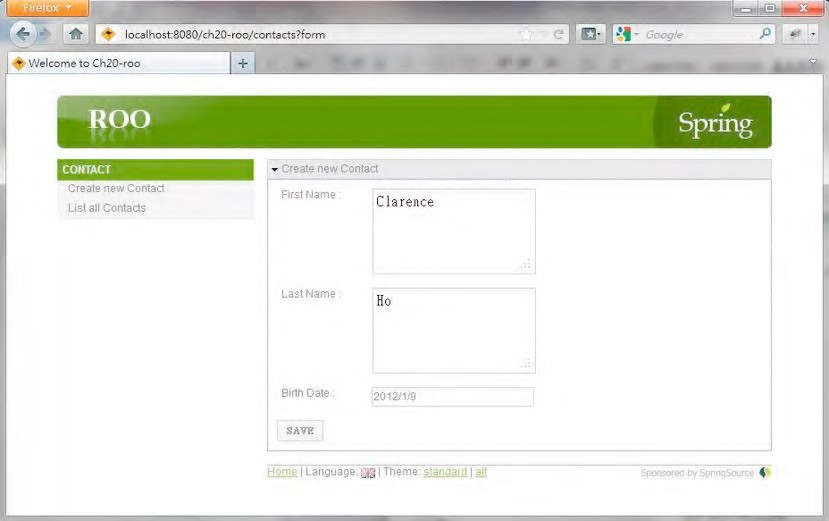 Firefox
localhost:8080/ch20-roo/contacts?form
Google
Welcome to Ch20-roo
+
ROO
Spring
CONTACT
Create new Contact
List all Contacts
Create new Contact
First Name :
Clarence
Last Name :
Ho
Birth Date :
2012/1/9
SAVE
Home | Language: | Theme: standard | alt
Sponsored by SpringSource